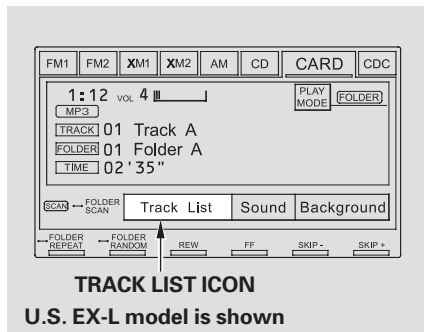 FM1 FM2 XM1 XM2 AM CD CARD CDC
1:12 VOL 4
PLAY MODE FOLDER
MP3
TRACK 01 Track A
FOLDER 01 Folder A
TIME 02'35"
SCAN FOLDER SCAN Track List Sound Background
FOLDER REPEAT FOLDER RANDOM REW FF SKIP - SKIP +
TRACK LIST ICON
U.S. EX-L model is shown